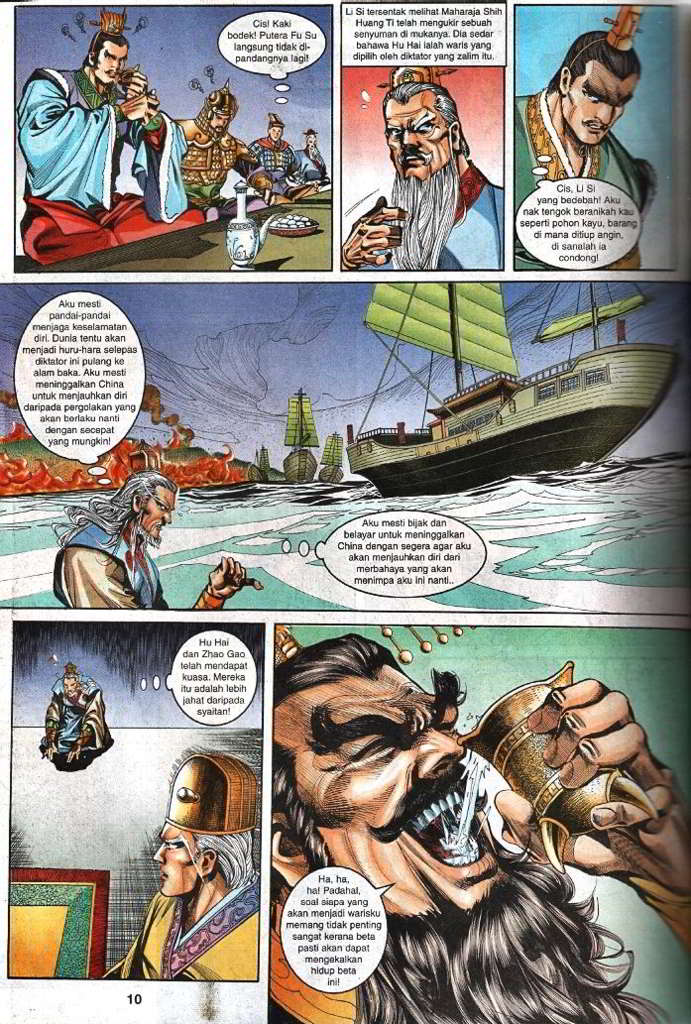 Cis! Kaki
bodek! Putera Fu Su
langsung tidak di-
pandangnya lagi!
Li Si tersentak melihat Maharaja Shih
Huang Ti telah mengukir sebuah
senyuman di mukanya. Dia sedar
bahawa Hu Hai ialah waris yang
dipilih oleh diktator yang zalim itu.
Cis, Li Si
yang bedebah! Aku
nak tengok beranikah kau
seperti pohon kayu, barang
di mana ditiup angin,
di sanalah ia
condong!
Aku mesti
pandai-pandai
menjaga keselamatan
diri. Dunia tentu akan
menjadi huru-hara selepas
diktator ini pulang ke
alam baka. Aku mesti
meninggalkan China
untuk menjauhkan diri
daripada pergolakan yang
akan berlaku nanti
dengan secepat
yang mungkin!
Aku mesti bijak dan
belayar untuk meninggalkan
China dengan segera agar aku
akan menjauhkan diri dari
merbahaya yang akan
menimpa aku ini nanti..
Hu Hai
dan Zhao Gao
telah mendapat
kuasa. Mereka
itu adalah lebih
jahat daripada
syaitan!
Ha, ha,
ha! Padahal,
soal siapa yang
akan menjadi warisku
memang tidak penting
sangat kerana beta
pasti akan dapat
mengekalkan
hidup beta
ini!
10